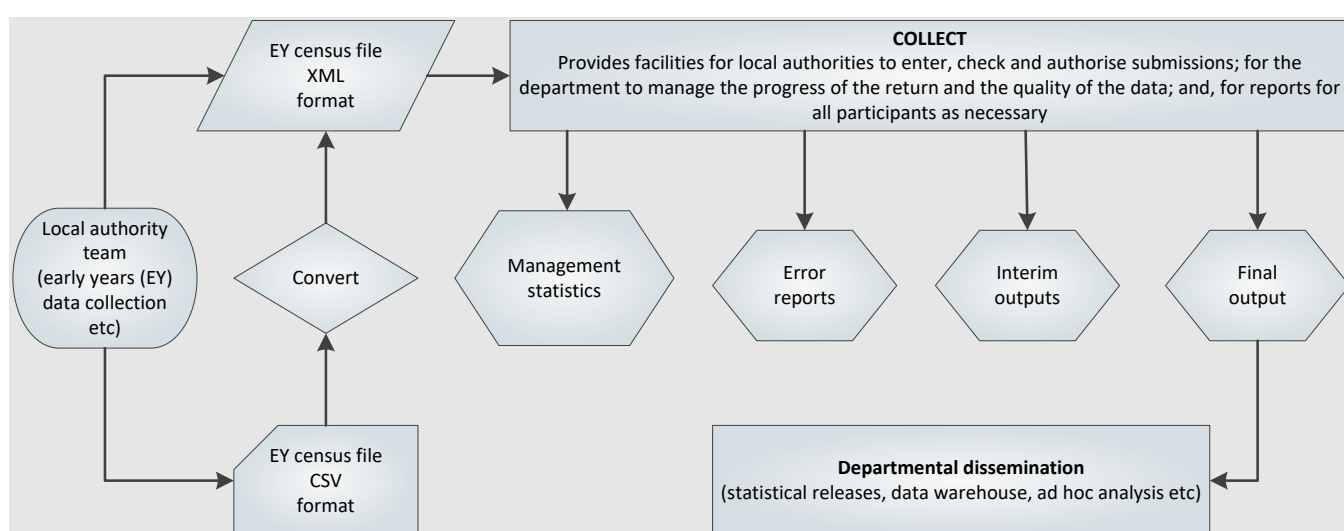 EY census file
XML
format
COLLECT
Provides facilities for local authorities to enter, check and authorise submissions; for the
department to manage the progress of the return and the quality of the data; and, for reports for
all participants as necessary
Local authority
team
(early years (EY)
data collection
etc)
Convert
Management
statistics
Error
reports
Interim
outputs
Final
output
EY census file
CSV
format
Departmental dissemination
(statistical releases, data warehouse, ad hoc analysis etc)